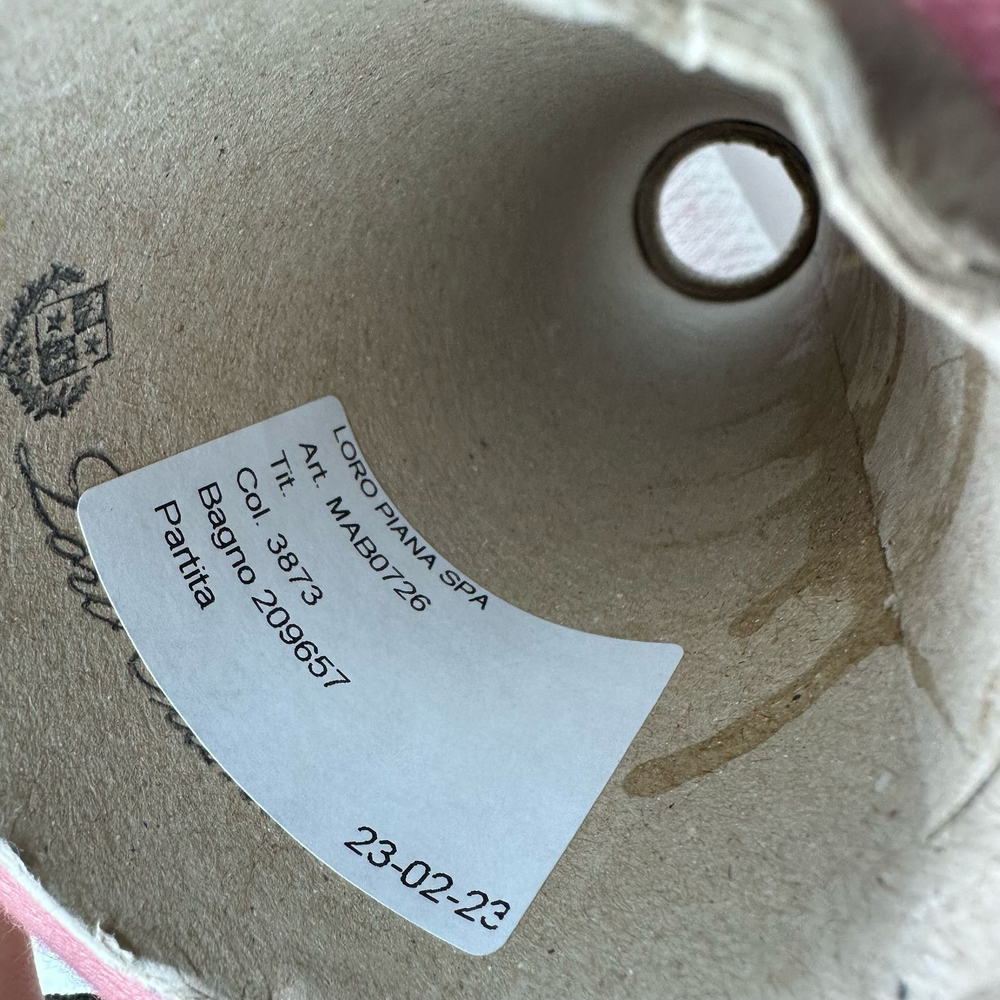 LORO PIANA SPA
Art. MAB0726
Tit.
Col. 3873
Bagno 209657
Partita
23-02-23